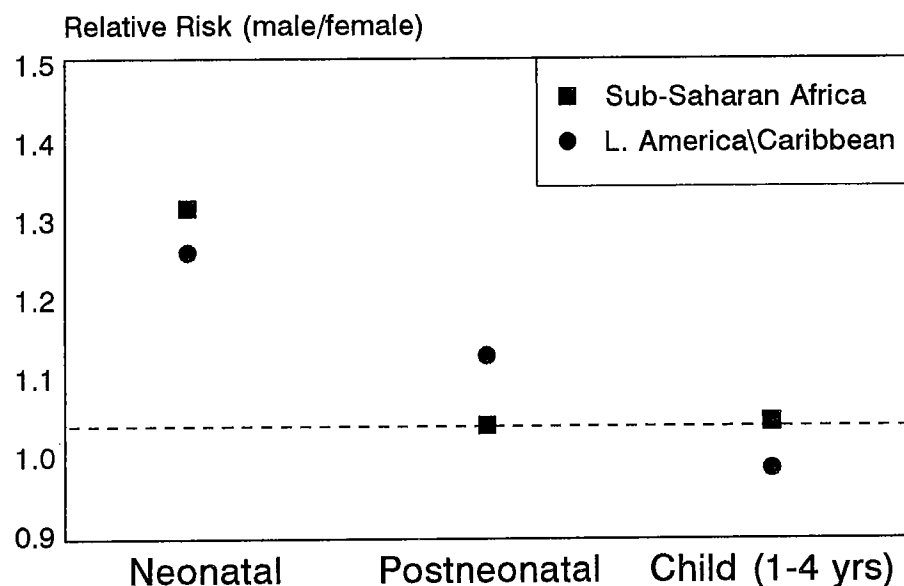 Relative Risk (male/female)
1.5
1.4
1.3
1.2
1.1
1.0
0.9
■ Sub-Saharan Africa
● L. America\Caribbean
Neonatal Postneonatal Child (1-4 yrs)